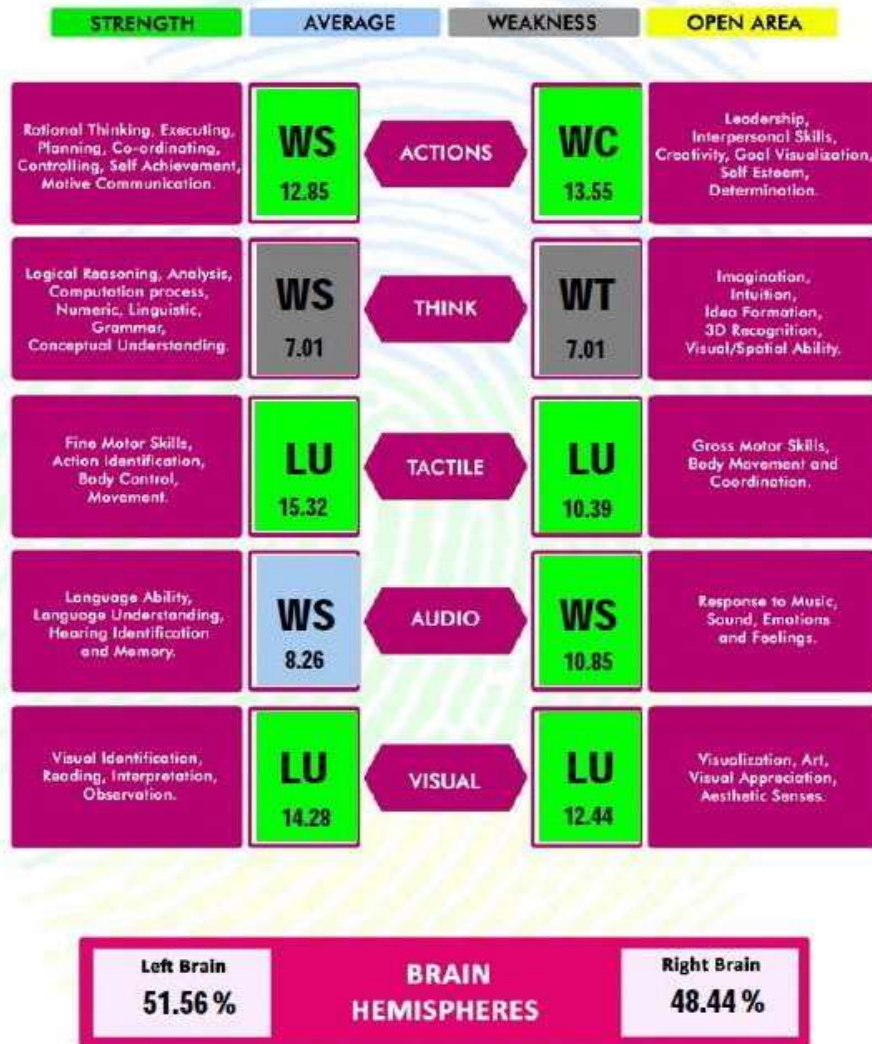 STRENGTH AVERAGE WEAKNESS OPEN AREA
Rational Thinking, Executing,
Planning, Co-ordinating,
Controlling, Self Achievement,
Motive Communication.
WS
12.85
ACTIONS
WC
13.55
Leadership,
Interpersonal Skills,
Creativity, Goal Visualization,
Self Esteem,
Determination.
Logical Reasoning, Analysis,
Computation process,
Numeric, Linguistic,
Grammar,
Conceptual Understanding.
WS
7.01
THINK
WT
7.01
Imagination,
Intuition,
Idea Formation,
3D Recognition,
Visual/Spatial Ability.
Fine Motor Skills,
Action Identification,
Body Control,
Movement.
LU
15.32
TACTILE
LU
10.39
Gross Motor Skills,
Body Movement and
Coordination.
Language Ability,
Language Understanding,
Hearing Identification
and Memory.
WS
8.26
AUDIO
WS
10.85
Response to Music,
Sound, Emotions
and Feelings.
Visual Identification,
Reading, Interpretation,
Observation.
LU
14.28
VISUAL
LU
12.44
Visualization, Art,
Visual Appreciation,
Aesthetic Senses.
Left Brain
51.56 %
BRAIN
HEMISPHERES
Right Brain
48.44 %